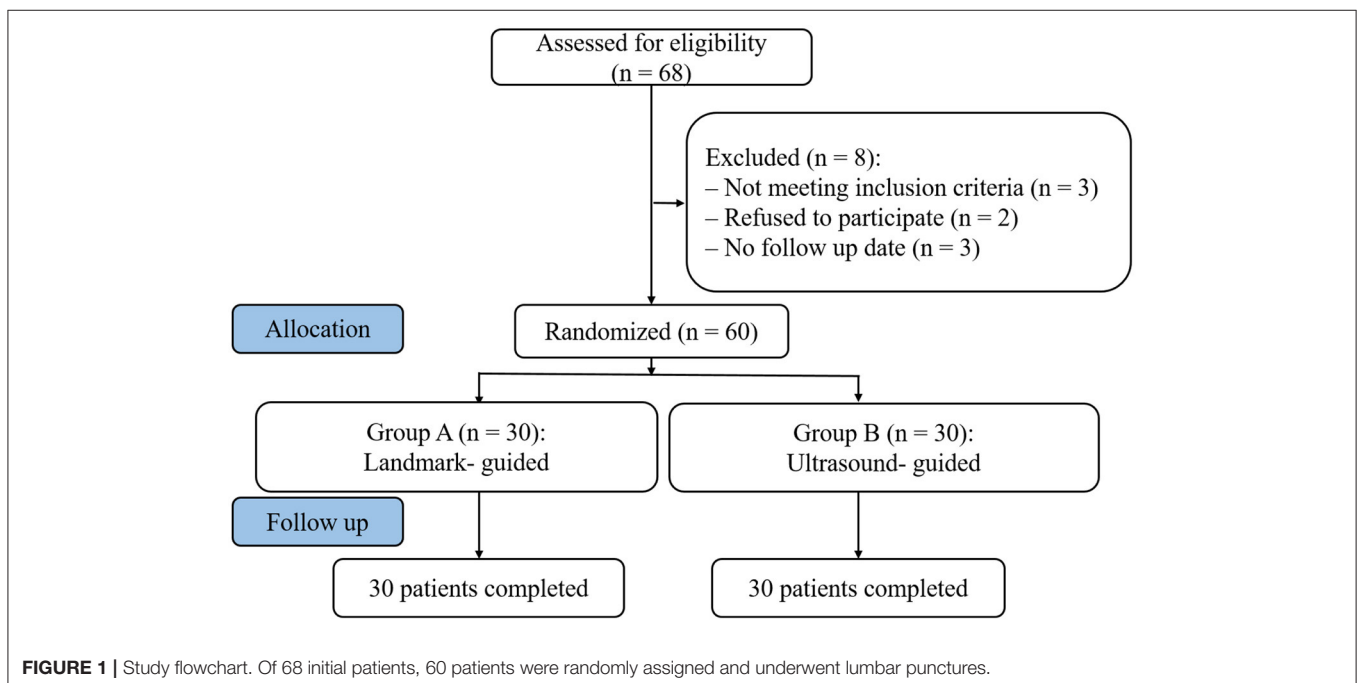 Assessed for eligibility
(n = 68)
Excluded (n = 8):
– Not meeting inclusion criteria (n = 3)
– Refused to participate (n = 2)
– No follow up date (n = 3)
Allocation
Randomized (n = 60)
Group A (n = 30):
Landmark- guided
Group B (n = 30):
Ultrasound- guided
Follow up
30 patients completed
30 patients completed
FIGURE 1 | Study flowchart. Of 68 initial patients, 60 patients were randomly assigned and underwent lumbar punctures.